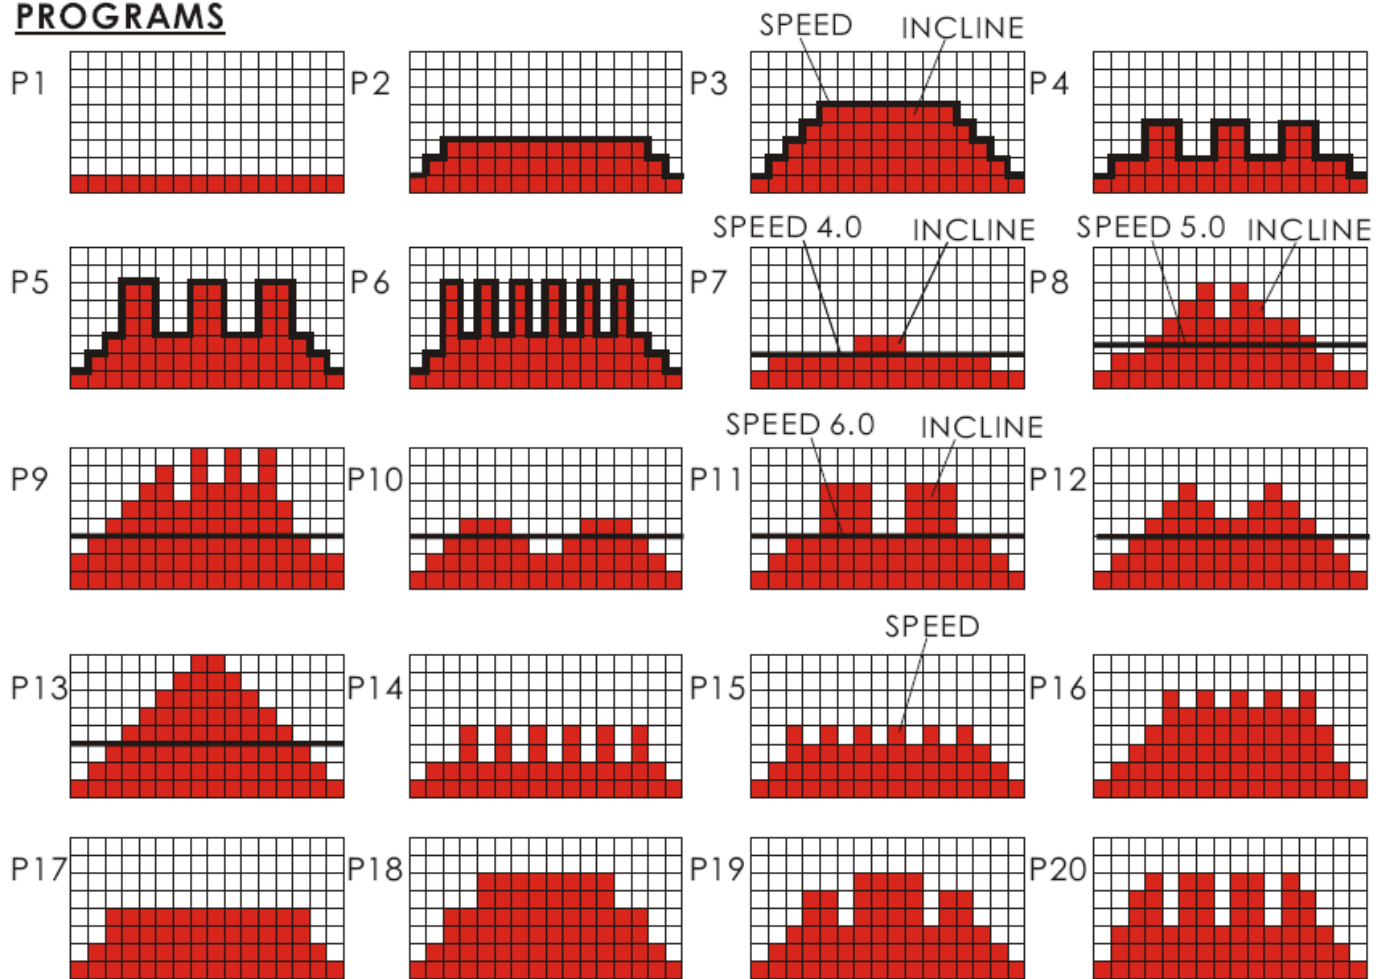 PROGRAMS
SPEED INCLINE
P1 P2 P3 P4
SPEED 4.0 INCLINE SPEED 5.0 INCLINE
P5 P6 P7 P8
SPEED 6.0 INCLINE
P9 P10 P11 P12
SPEED
P13 P14 P15 P16
P17 P18 P19 P20